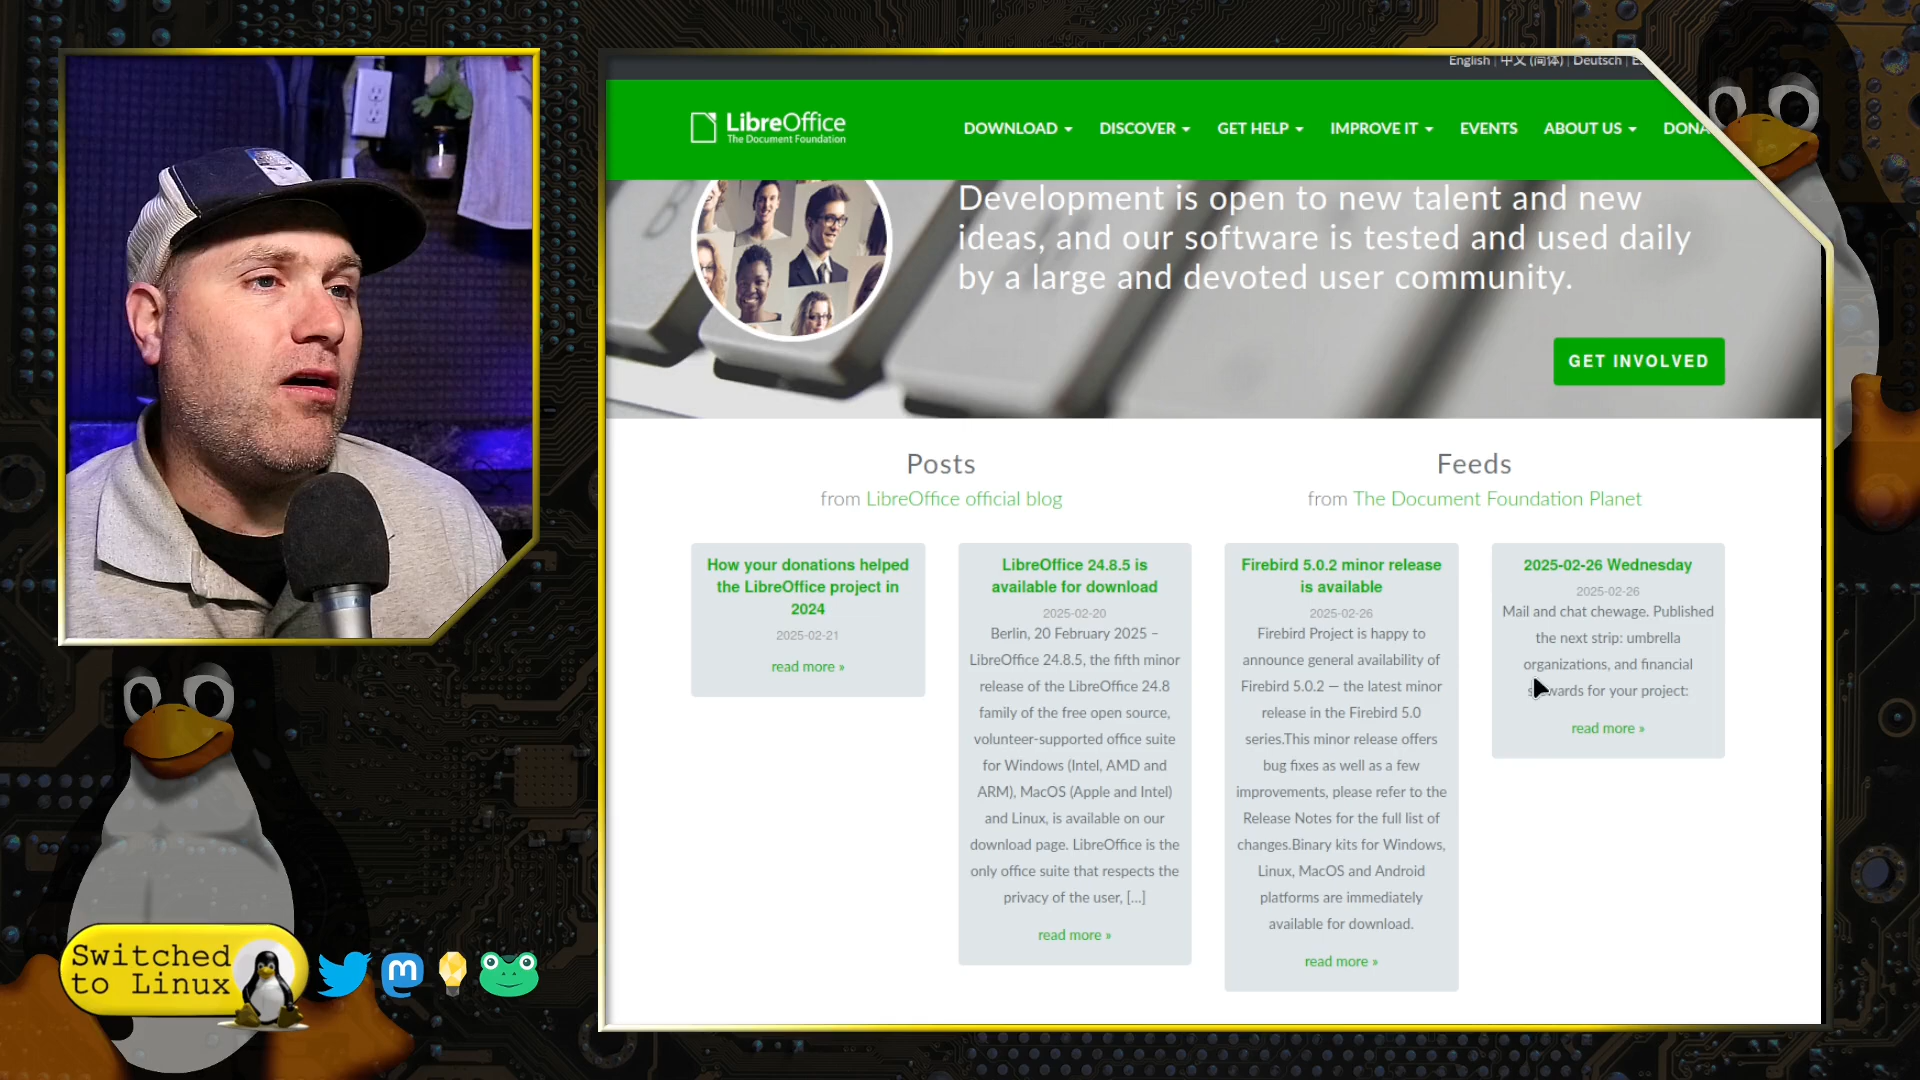 English | 中文 (简体) | Deutsch |
LibreOffice
The Document Foundation
DOWNLOAD
DISCOVER
GET HELP
IMPROVE IT
EVENTS
ABOUT US
Development is open to new talent and new
ideas, and our software is tested and used daily
by a large and devoted user community.
GET INVOLVED
Posts
from LibreOffice official blog
Feeds
from The Document Foundation Planet
How your donations helped
the LibreOffice project in
2024
2025-02-21
read more »
LibreOffice 24.8.5 is
available for download
2025-02-20
Berlin, 20 February 2025 –
LibreOffice 24.8.5, the fifth minor
release of the LibreOffice 24.8
family of the free open source,
volunteer-supported office suite
for Windows (Intel, AMD and
ARM), MacOS (Apple and Intel)
and Linux, is available on our
download page. LibreOffice is the
only office suite that respects the
privacy of the user, [...]
read more »
Firebird 5.0.2 minor release
is available
2025-02-26
Firebird Project is happy to
announce general availability of
Firebird 5.0.2 — the latest minor
release in the Firebird 5.0
series.This minor release offers
bug fixes as well as a few
improvements, please refer to the
Release Notes for the full list of
changes.Binary kits for Windows,
Linux, MacOS and Android
platforms are immediately
available for download.
read more »
2025-02-26 Wednesday
2025-02-26
Mail and chat chewage. Published
the next strip: umbrella
organizations, and financial
for your project:
read more »
Switched
to Linux